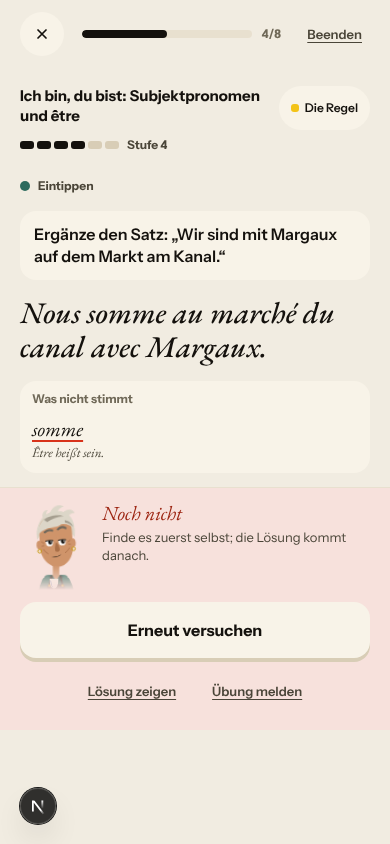 ✕
4/8
Beenden
Ich bin, du bist: Subjektpronomen
und être
Die Regel
Stufe 4
Eintippen
Ergänze den Satz: „Wir sind mit Margaux
auf dem Markt am Kanal.“
Nous somme au marché du
canal avec Margaux.
Was nicht stimmt
somme
Être heißt sein.
Noch nicht
Finde es zuerst selbst; die Lösung kommt
danach.
Erneut versuchen
Lösung zeigen
Übung melden
N